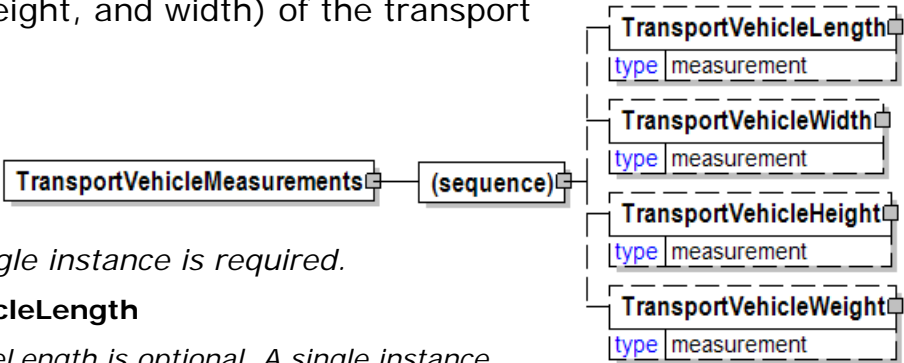 eight, and width) of the transport
TransportVehicleMeasurements
(sequence)
TransportVehicleLength
type measurement
TransportVehicleWidth
type measurement
TransportVehicleHeight
type measurement
TransportVehicleWeight
type measurement
gle instance is required.
cleLength
eLength is optional. A single instance